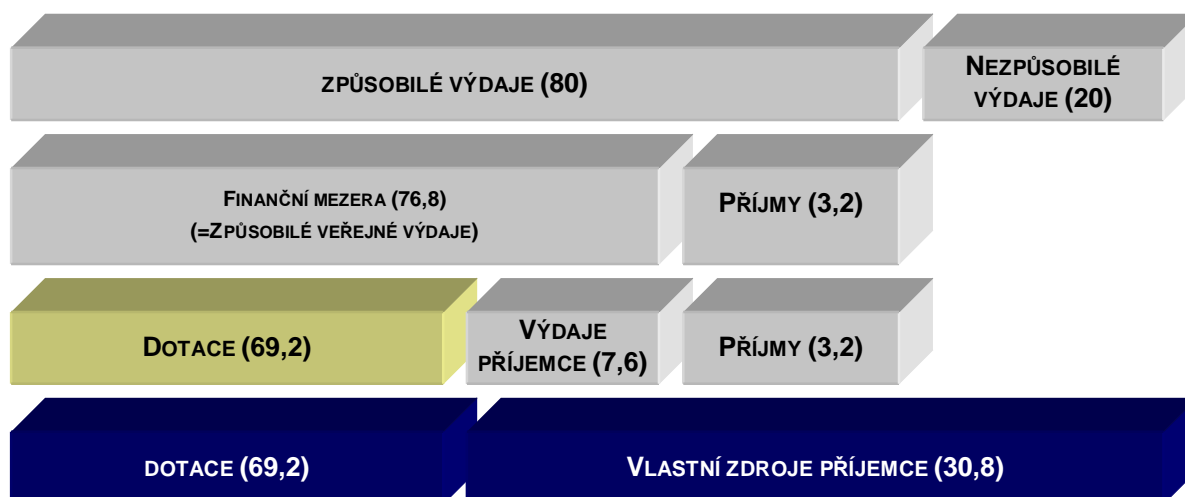 ZPŮSOBILÉ VÝDAJE (80)
NEZPŮSOBILÉ
VÝDAJE (20)
FINANČNÍ MEZERA (76,8)
(=ZPŮSOBILÉ VEŘEJNÉ VÝDAJE)
PŘÍJMY (3,2)
DOTACE (69,2)
VÝDAJE
PŘÍJEMCE (7,6)
PŘÍJMY (3,2)
DOTACE (69,2)
VLASTNÍ ZDROJE PŘÍJEMCE (30,8)